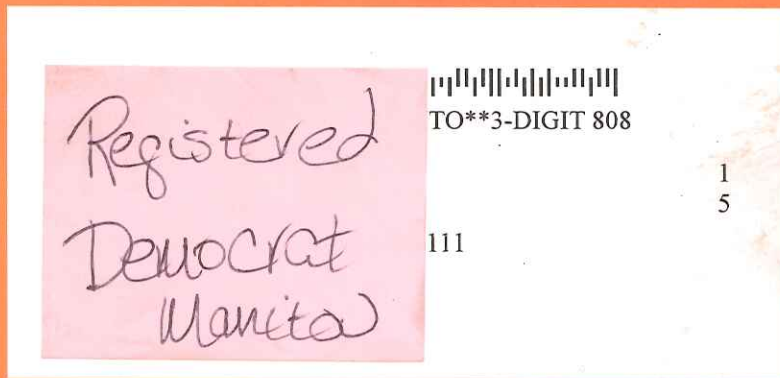 Registered
Democrat
Manitou
TO**3-DIGIT 808
1
5
111